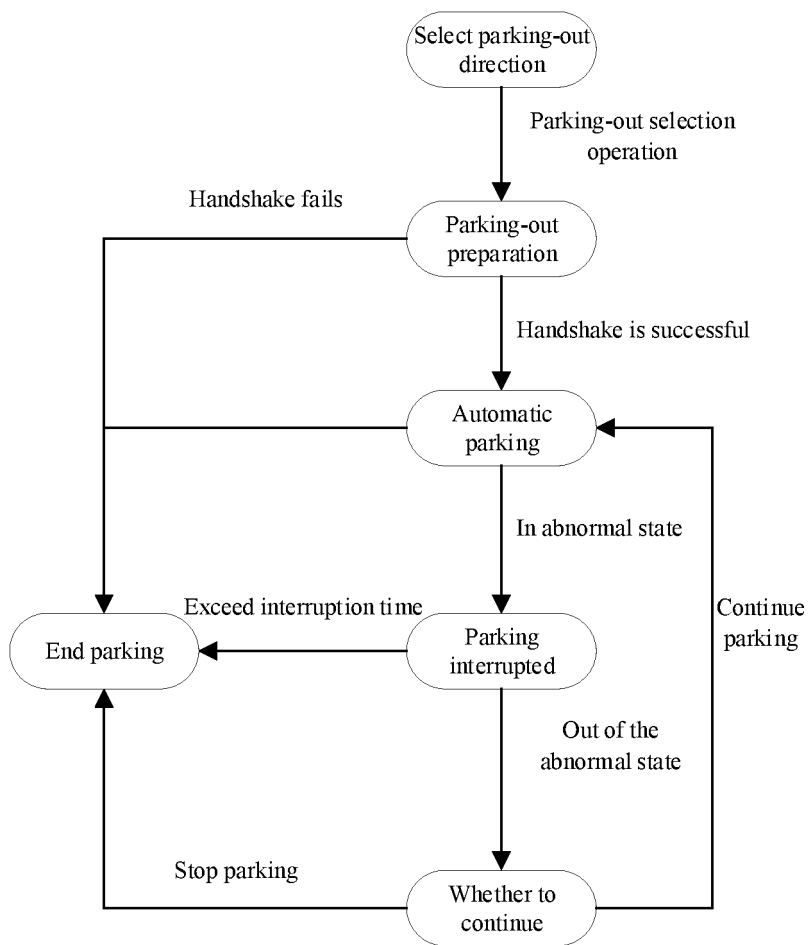 Select parking-out
direction
Parking-out selection
operation
Handshake fails
Parking-out
preparation
Handshake is successful
Automatic
parking
In abnormal state
Exceed interruption time
Continue
parking
End parking
Parking
interrupted
Out of the
abnormal state
Stop parking
Whether to
continue